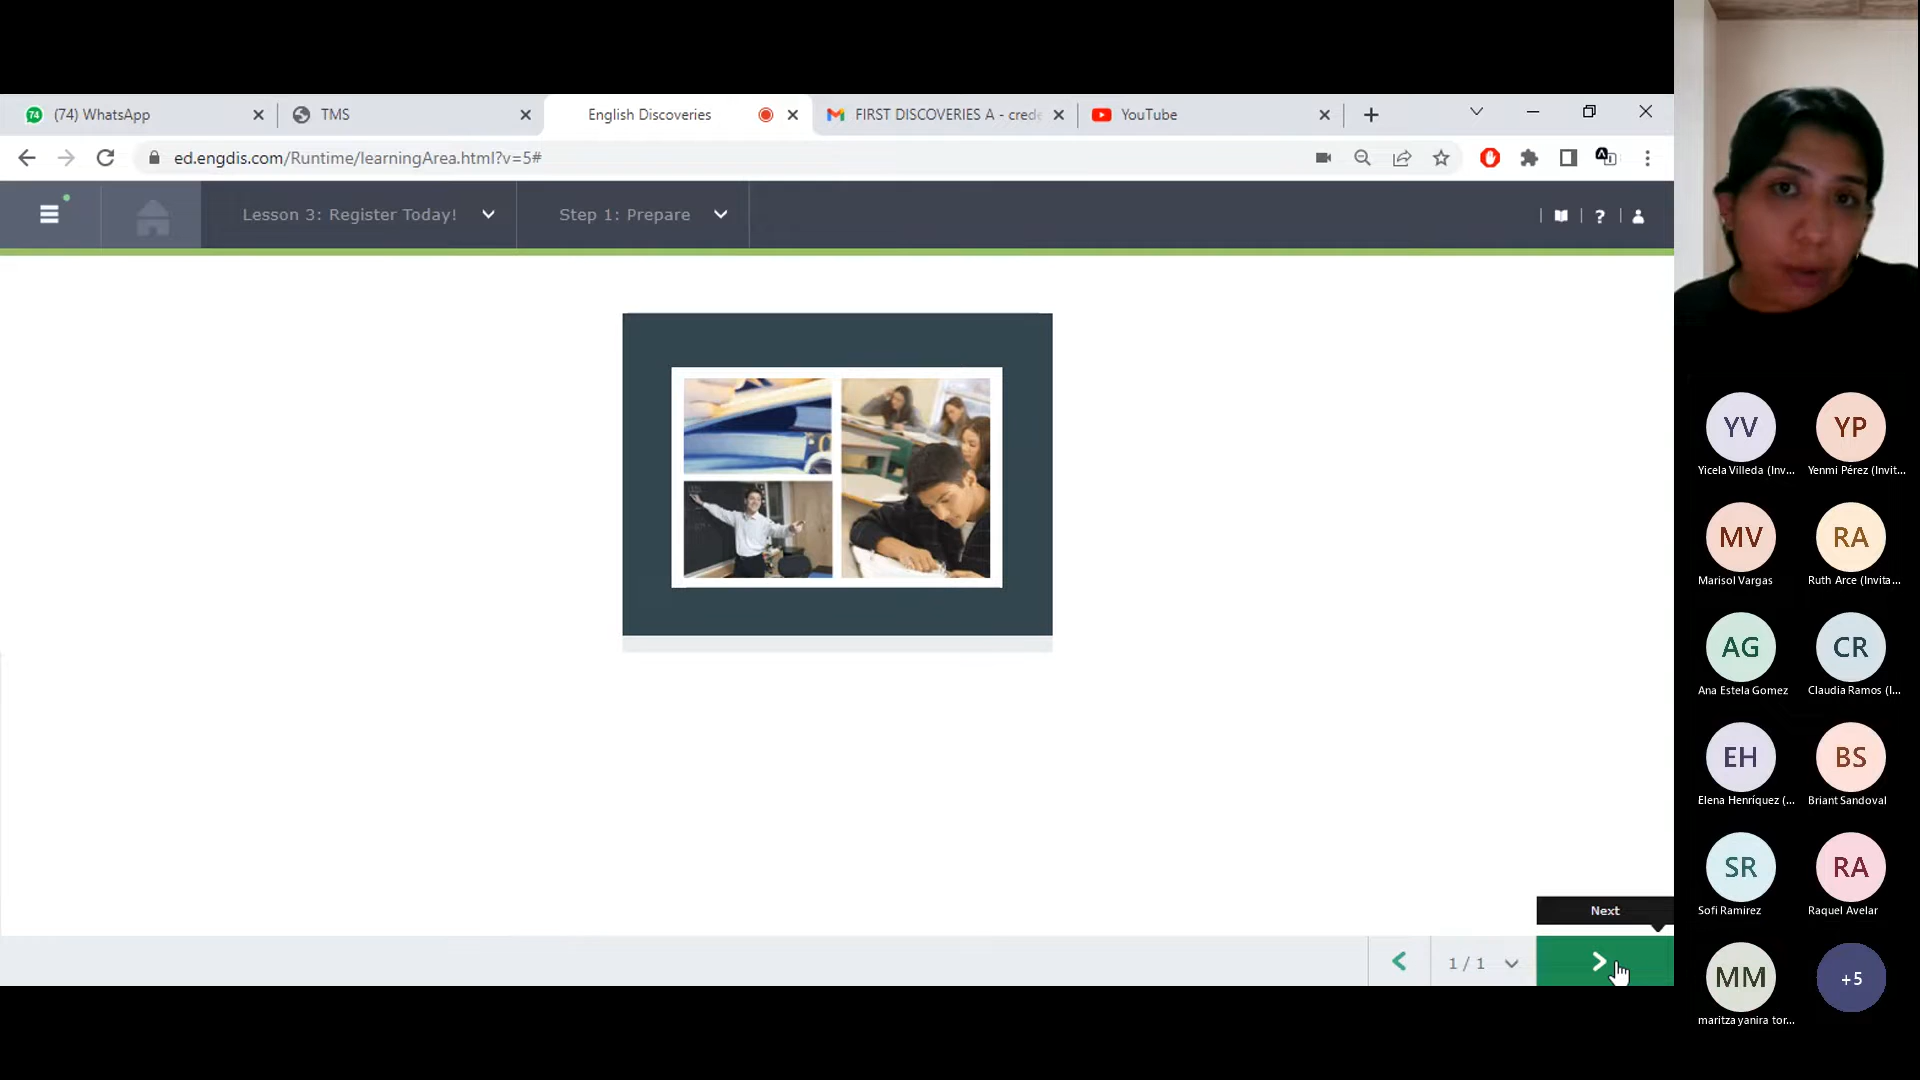 (74) WhatsApp
TMS
English Discoveries
FIRST DISCOVERIES A - crede
YouTube
ed.engdis.com/Runtime/learningArea.html?v=5#
Lesson 3: Register Today!
Step 1: Prepare
?
YV
YP
Yicela Villeda (Inv...
Yenmi Pérez (Invit...
MV
RA
Marisol Vargas
Ruth Arce (Invita...
AG
CR
Ana Estela Gomez
Claudia Ramos (I...
EH
BS
Elena Henríquez (...
Briant Sandoval
SR
RA
Sofi Ramirez
Raquel Avelar
MM
+5
maritza yanira tor...
Next
1 / 1